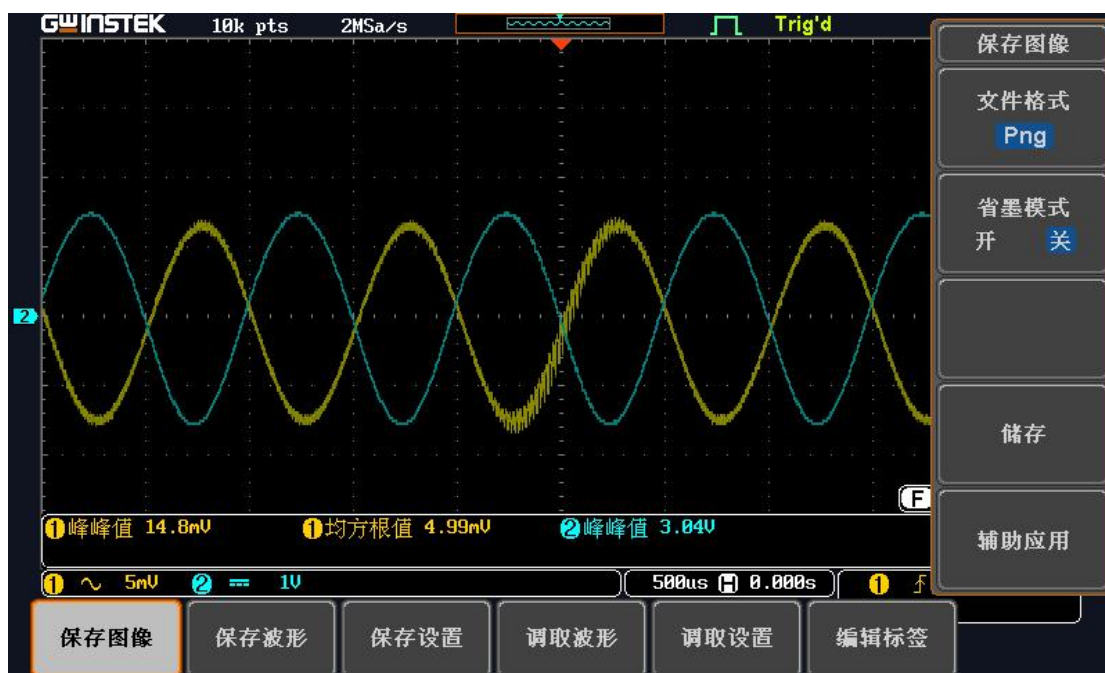 GWINSTEK 10k pts 2MSa/s Trig'd
保存图像
文件格式
Png
省墨模式
开 关
2
储存
F
辅助应用
1峰峰值 14.8mV 1均方根值 4.99mV 2峰峰值 3.04V
1 5mV 2 1V 500us H 0.000s 1
保存图像 保存波形 保存设置 调取波形 调取设置 编辑标签